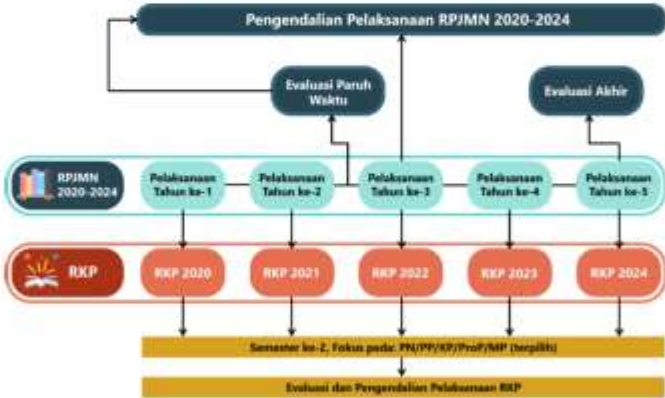 Pengendalian Pelaksanaan RPJMN 2020-2024
Evaluasi Paruh
Waktu
Evaluasi Akhir
RPJMN
2020-2024
Pelaksanaan
Tahun ke-1
Pelaksanaan
Tahun ke-2
Pelaksanaan
Tahun ke-3
Pelaksanaan
Tahun ke-4
Pelaksanaan
Tahun ke-5
RKP
RKP 2020
RKP 2021
RKP 2022
RKP 2023
RKP 2024
Semester ke-2, Fokus pada: PN/PP/KP/ProP/MP (terpilih)
Evaluasi dan Pengendalian Pelaksanaan RKP